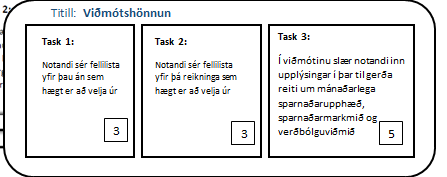 2:
Titill: Viðmótshönnun
Task 1:
Notandi sér fellilista
yfir þau án sem
hægt er að velja úr
3
Task 2:
Notandi sér fellilista
yfir þá reikninga sem
hægt er að velja úr
3
Task 3:
Í viðmótinu slær notandi inn
upplýsingar í þar til gerða
reiti um mánaðarlega
sparnaðarupphæð,
sparnaðarmarkmið og
verðbólguviðmið
5